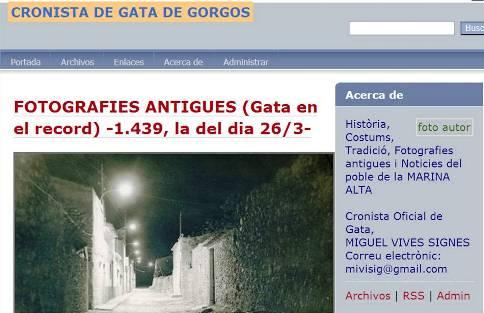 CRONISTA DE GATA DE GORGOS
Portada Archivos Enlaces Acerca de Administrar
FOTOGRAFIES ANTIGUES (Gata en
el record) -1.439, la del dia 26/3-
Acerca de
foto autor
Història,
Costums,
Tradició, Fotografies
antigues i Noticies del
poble de la MARINA
ALTA
Cronista Oficial de
Gata,
MIGUEL VIVES SIGNES
Correu electrònic:
mivisig@gmail.com
Archivos | RSS | Admin